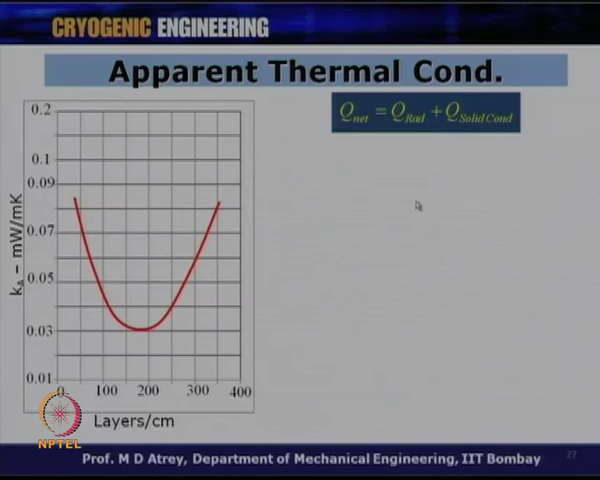 CRYOGENIC ENGINEERING
Apparent Thermal Cond.
Q_net = Q_Rad + Q_Solid Cond
0.2
0.1
0.09
0.07
0.05
0.03
0.01
k_A – mW/mK
0 100 200 300 400
Layers/cm
NPTEL
Prof. M D Atrey, Department of Mechanical Engineering, IIT Bombay
27